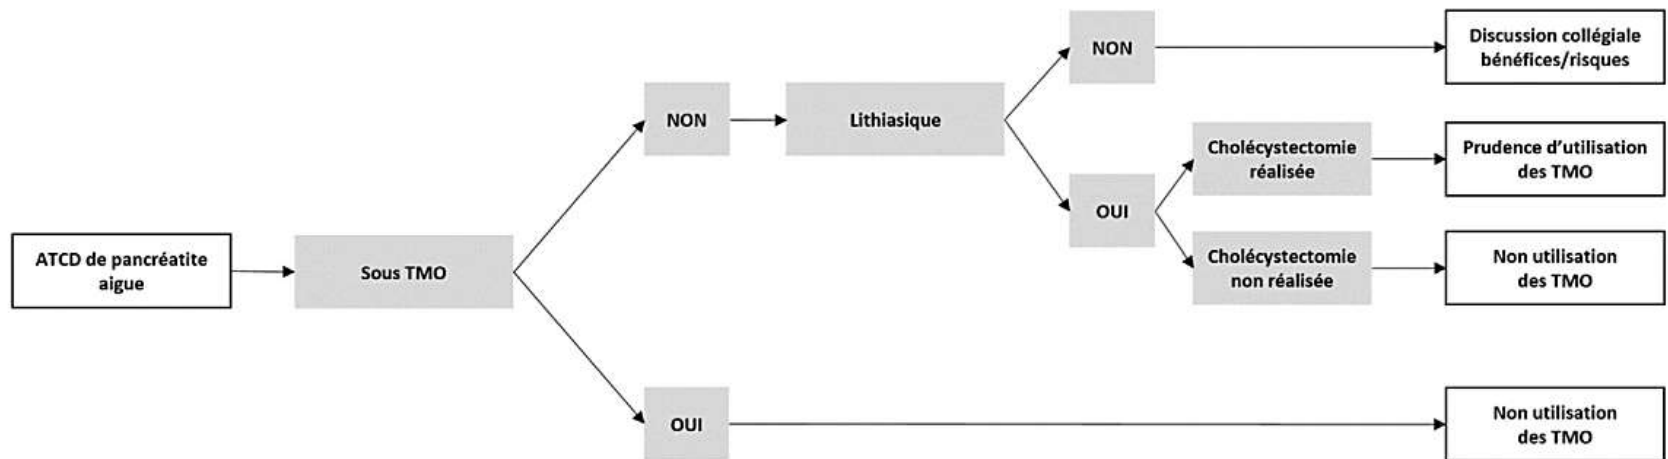 ATCD de pancréatite
aigue
Sous TMO
NON
Lithiasique
NON
Discussion collégiale
bénéfices/risques
OUI
Cholécystectomie
réalisée
Prudence d'utilisation
des TMO
Cholécystectomie
non réalisée
Non utilisation
des TMO
OUI
Non utilisation
des TMO